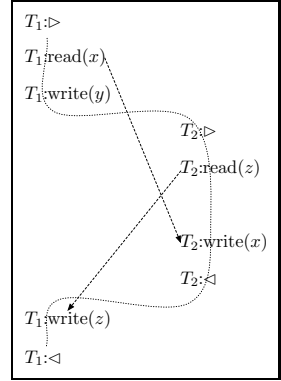 T₁:▷
T₁:read(x)
T₁:write(y)
T₂:▷
T₂:read(z)
T₂:write(x)
T₂:◁
T₁:write(z)
T₁:◁